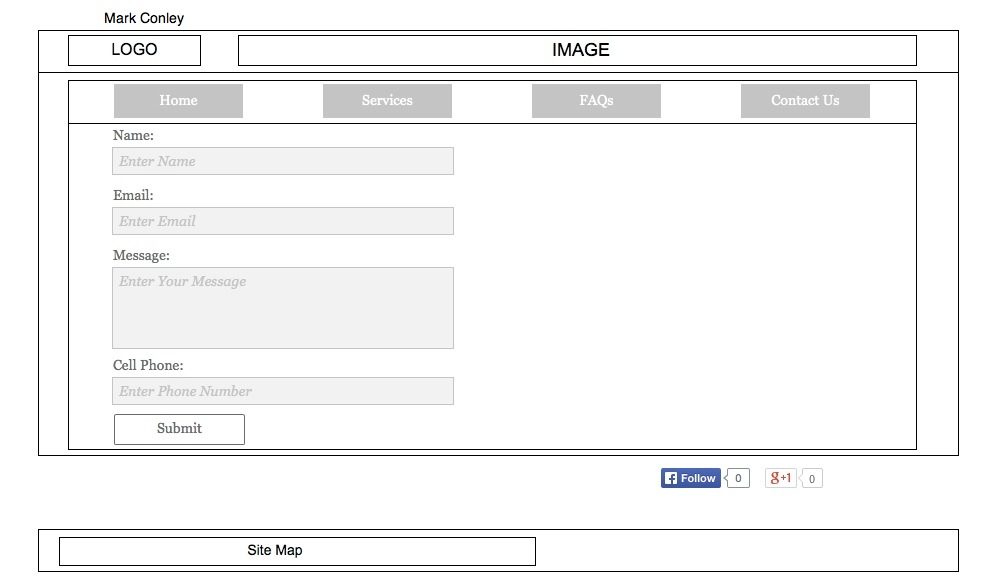 Mark Conley
LOGO
IMAGE
Home
Services
FAQs
Contact Us
Name:
Enter Name
Email:
Enter Email
Message:
Enter Your Message
Cell Phone:
Enter Phone Number
Submit
Follow
0
g+1
0
Site Map